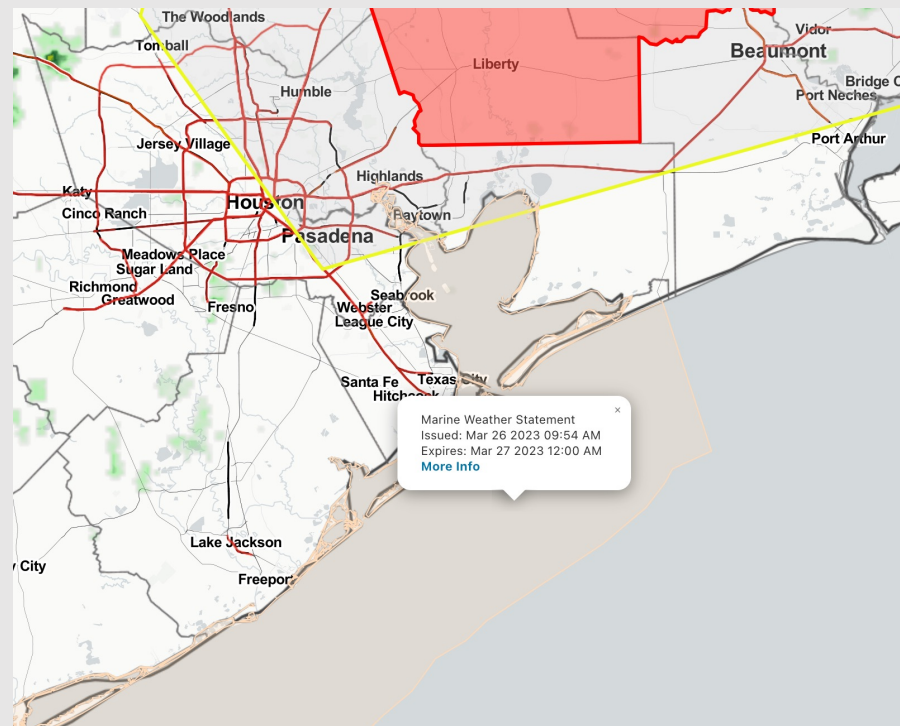 The Woodlands
Tomball
Vidor
Beaumont
Liberty
Humble
Bridge C
Port Neches
Port Arthur
Jersey Village
Highlands
Katy
Houston
Cinco Ranch
Baytown
Pasadena
Meadows Place
Sugar Land
Richmond
Greatwood
Seabrook
Fresno
Webster
League City
Santa Fe
Texas City
Hitchcock
×
Marine Weather Statement
Issued: Mar 26 2023 09:54 AM
Expires: Mar 27 2023 12:00 AM
More Info
Lake Jackson
y City
Freeport